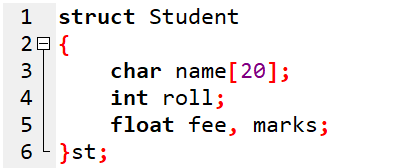 1 struct Student
2 {
3 char name[20];
4 int roll;
5 float fee, marks;
6 }st;